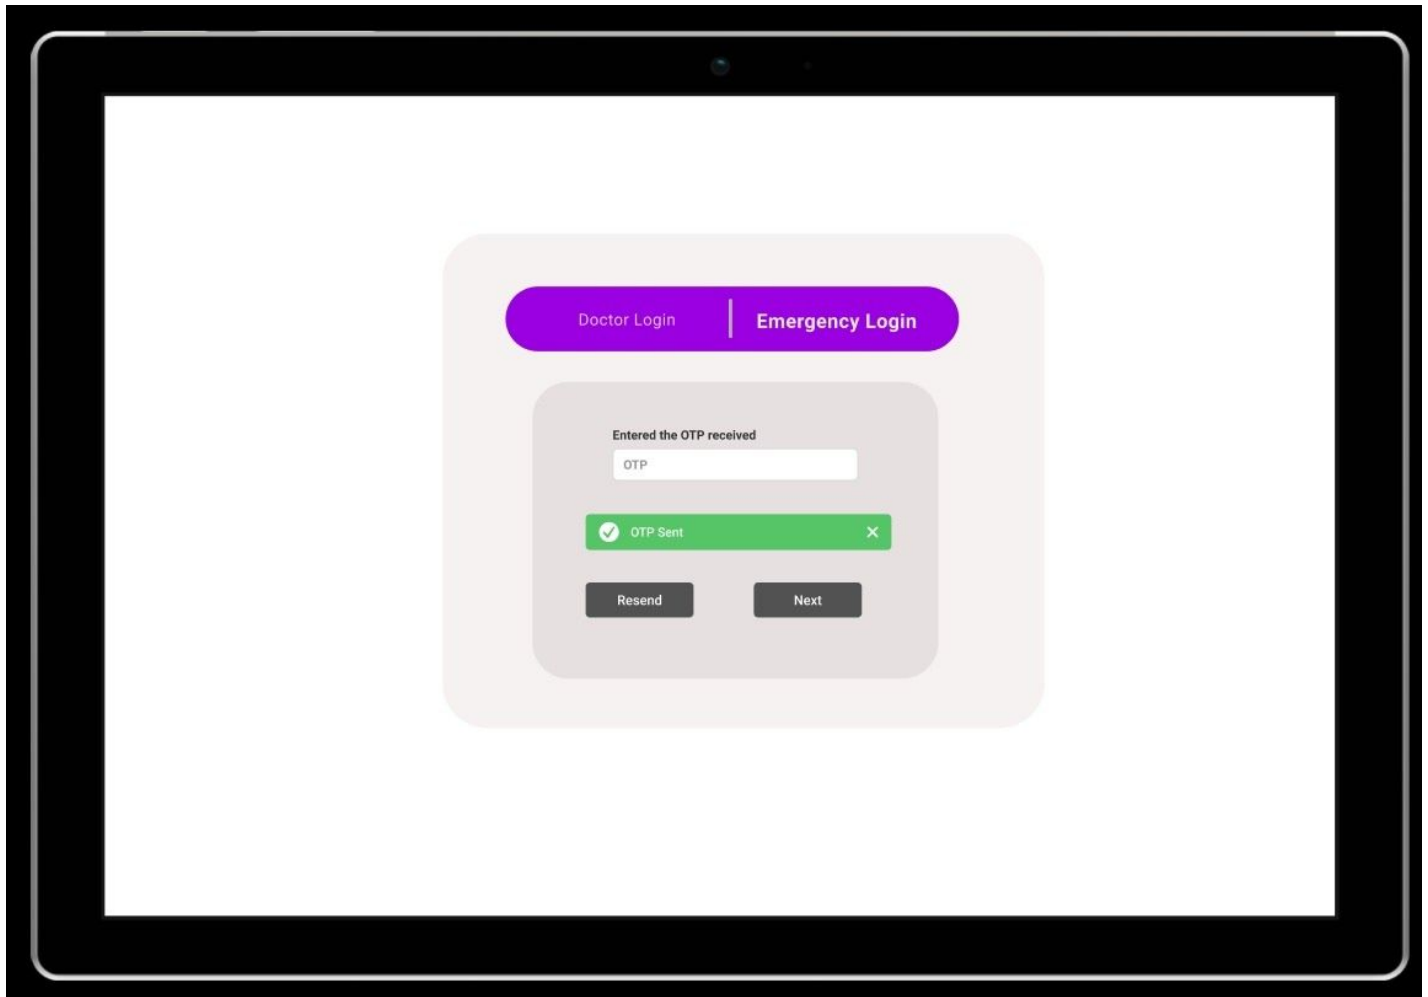 Doctor Login
Emergency Login
Entered the OTP received
OTP
OTP Sent
Resend
Next